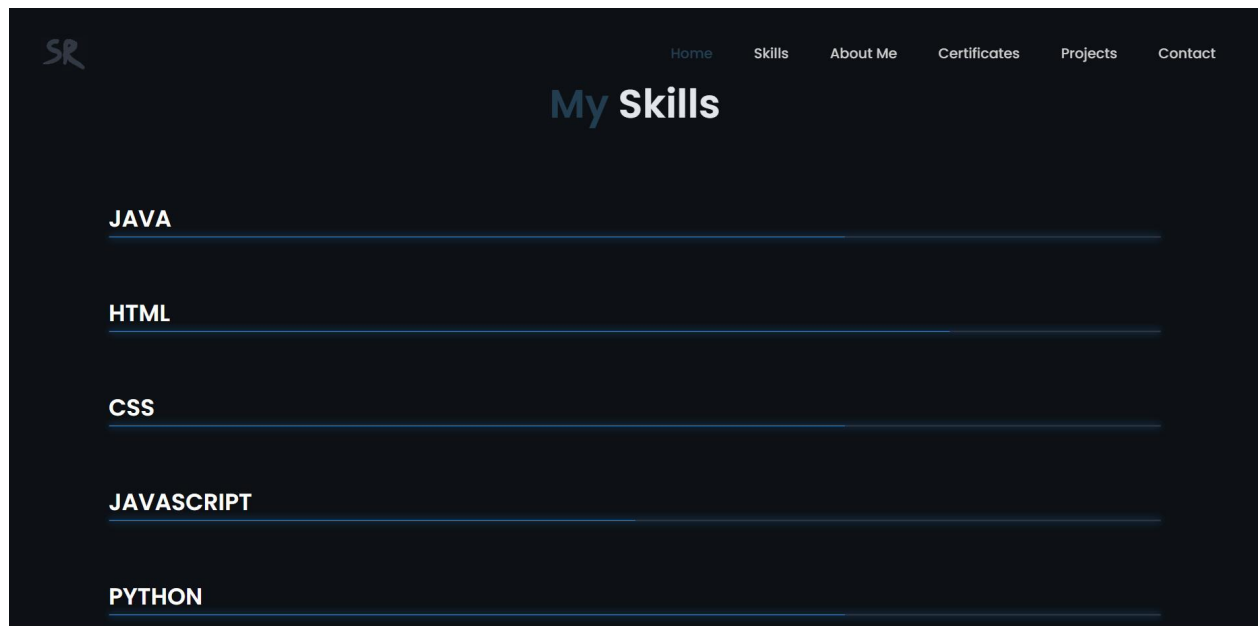 SR
Home Skills About Me Certificates Projects Contact
My Skills
JAVA
HTML
CSS
JAVASCRIPT
PYTHON